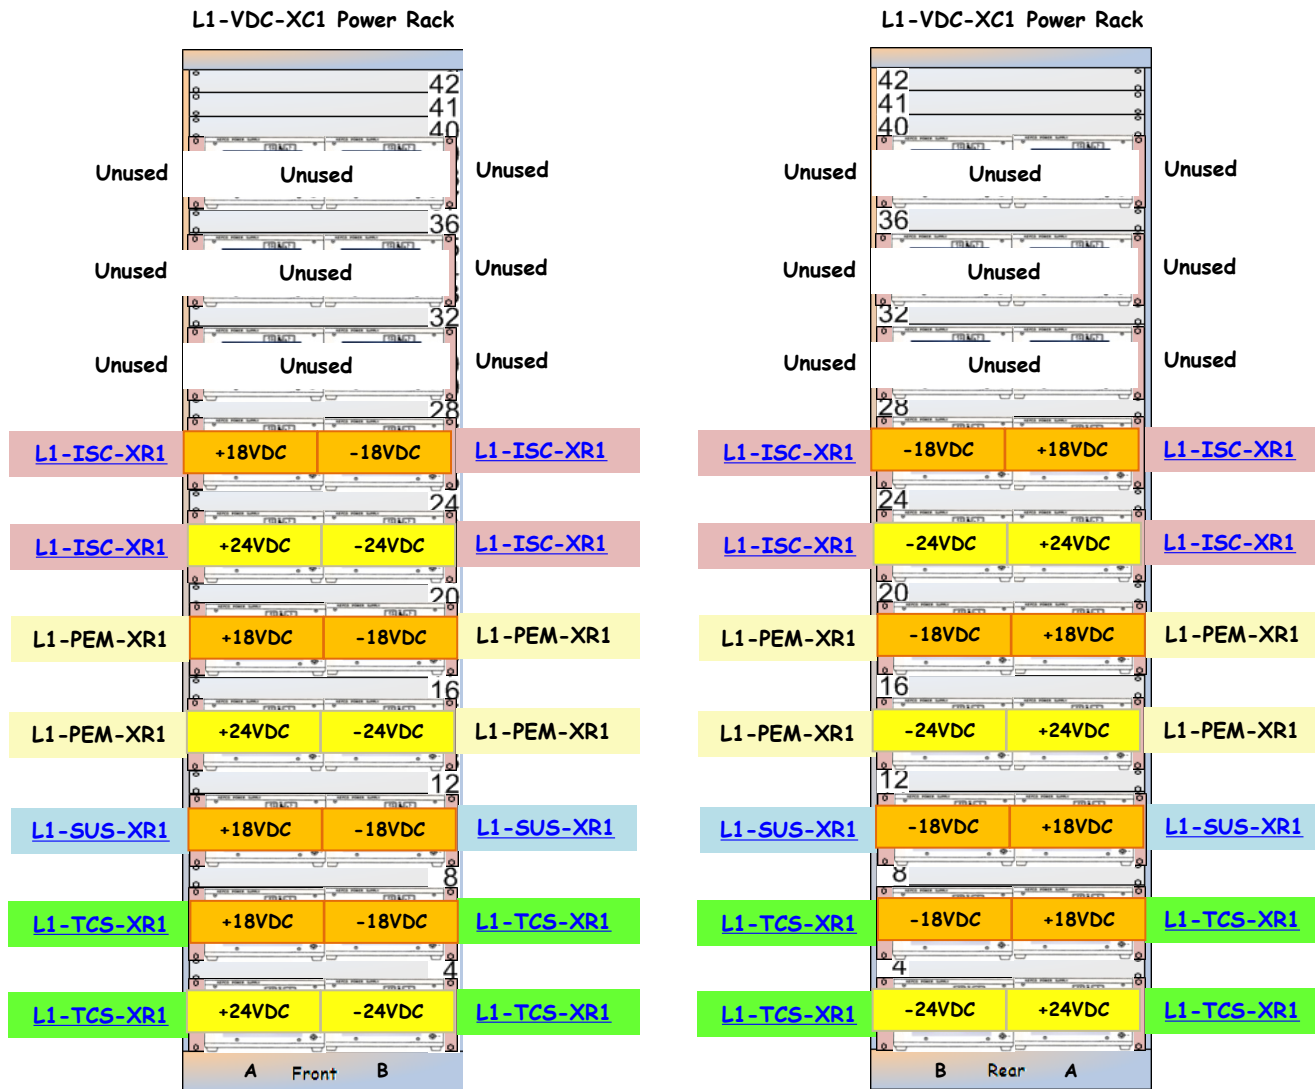 L1-VDC-XC1 Power Rack
42
41
40
Unused Unused Unused
36
Unused Unused Unused
32
Unused Unused Unused
28
L1-ISC-XR1 +18VDC -18VDC L1-ISC-XR1
24
L1-ISC-XR1 +24VDC -24VDC L1-ISC-XR1
20
L1-PEM-XR1 +18VDC -18VDC L1-PEM-XR1
16
L1-PEM-XR1 +24VDC -24VDC L1-PEM-XR1
12
L1-SUS-XR1 +18VDC -18VDC L1-SUS-XR1
8
L1-TCS-XR1 +18VDC -18VDC L1-TCS-XR1
4
L1-TCS-XR1 +24VDC -24VDC L1-TCS-XR1
A Front B
L1-VDC-XC1 Power Rack
42
41
40
Unused Unused Unused
36
Unused Unused Unused
32
Unused Unused Unused
28
L1-ISC-XR1 -18VDC +18VDC L1-ISC-XR1
24
L1-ISC-XR1 -24VDC +24VDC L1-ISC-XR1
20
L1-PEM-XR1 -18VDC +18VDC L1-PEM-XR1
16
L1-PEM-XR1 -24VDC +24VDC L1-PEM-XR1
12
L1-SUS-XR1 -18VDC +18VDC L1-SUS-XR1
8
L1-TCS-XR1 -18VDC +18VDC L1-TCS-XR1
4
L1-TCS-XR1 -24VDC +24VDC L1-TCS-XR1
B Rear A